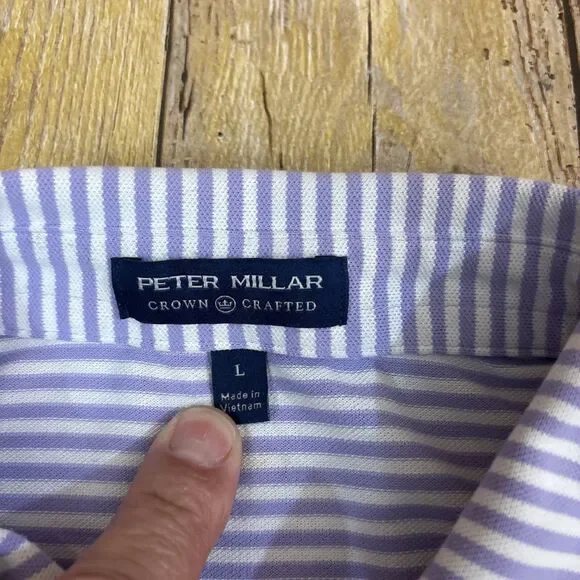 PETER MILLAR
CROWN CRAFTED
L
Made in
Vietnam